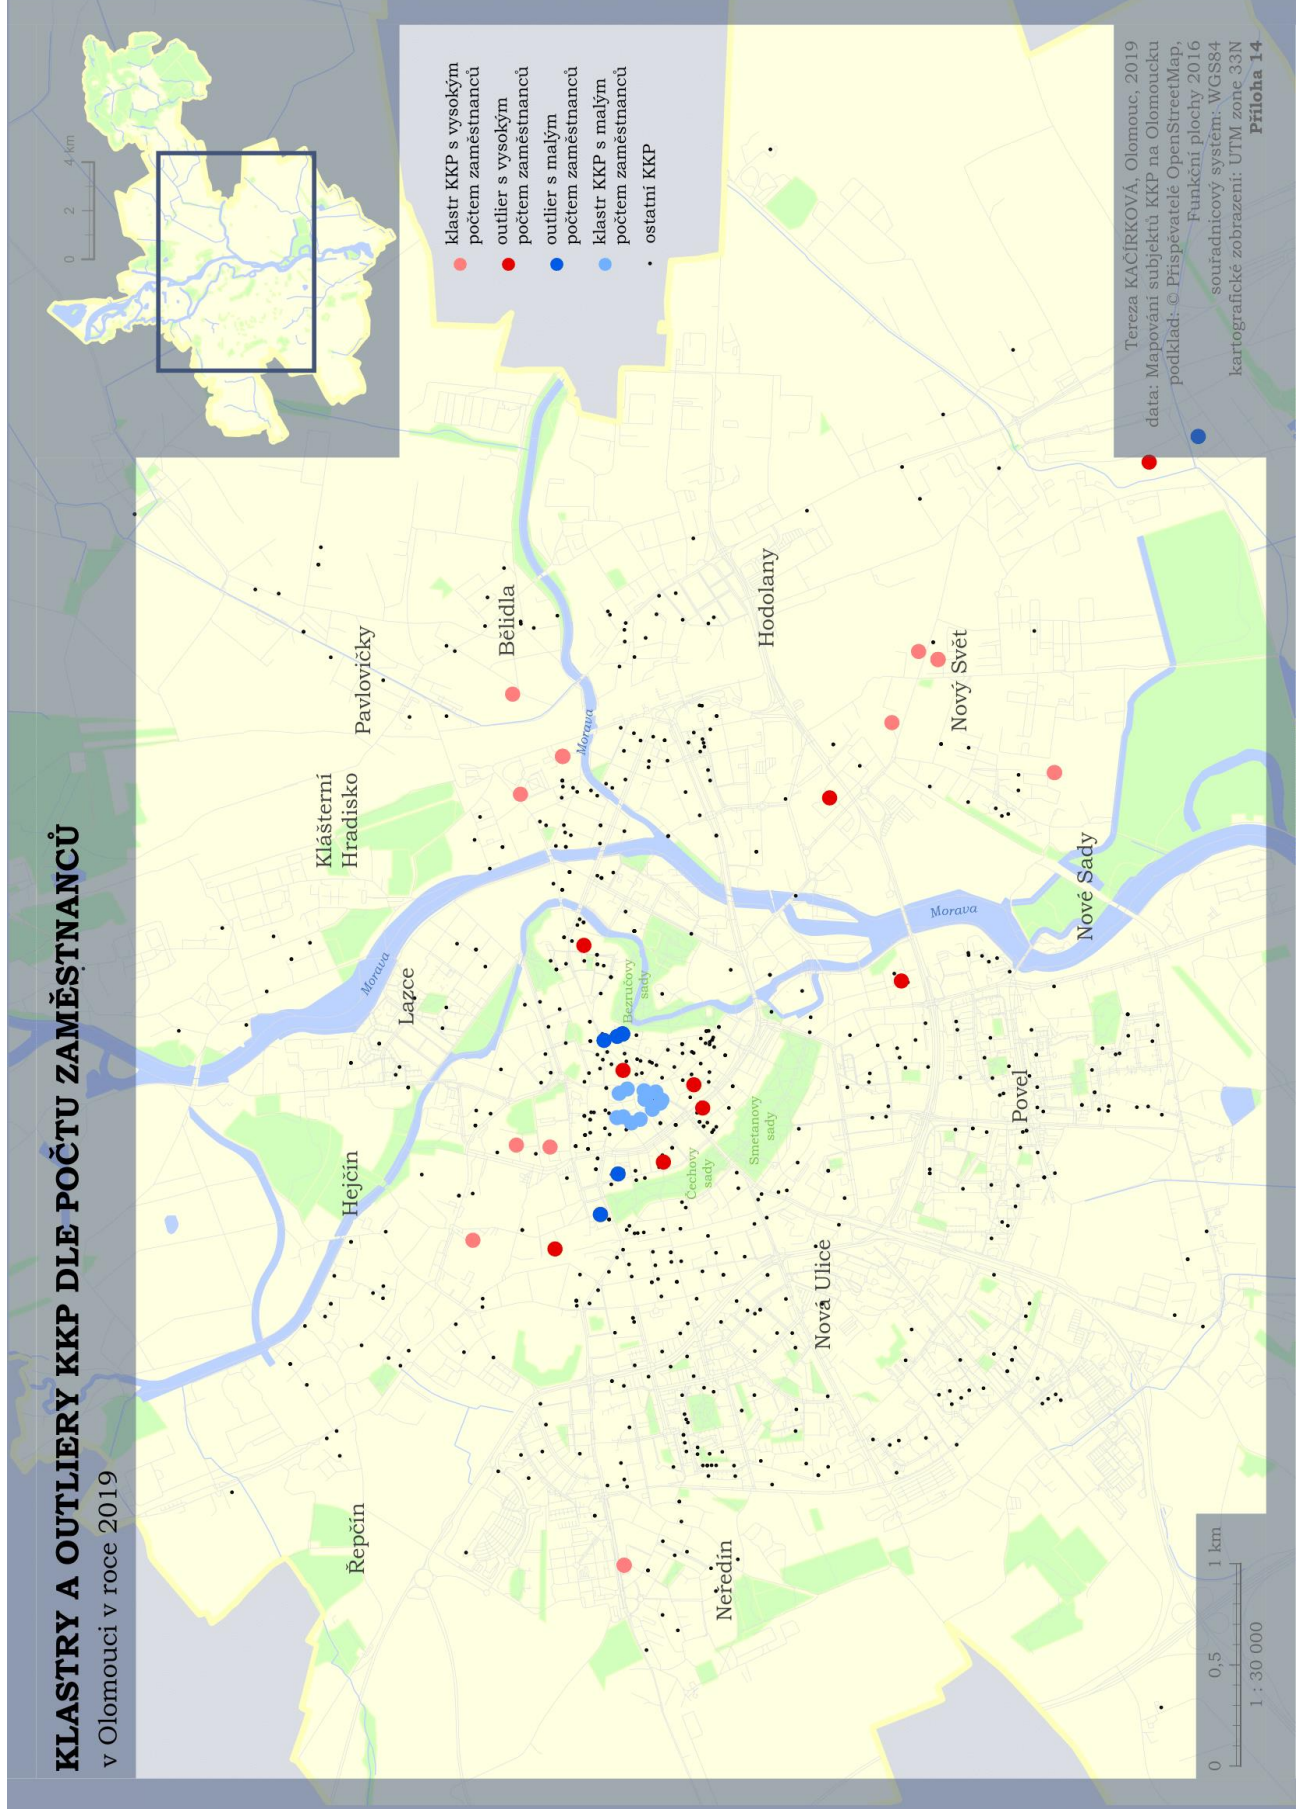 KLASTRY A OUTLIERY KKP DLE POČTU ZAMĚSTNANCŮ
v Olomouci v roce 2019
0 2 4 km
klastr KKP s vysokým
počtem zaměstnanců
outlier s vysokým
počtem zaměstnanců
outlier s malým
počtem zaměstnanců
klastr KKP s malým
počtem zaměstnanců
ostatní KKP
Řepčín
Hejčín
Lazce
Klášterní
Hradisko
Pavlovičky
Bělidla
Morava
Morava
Bezručovy
sady
Čechovy
sady
Smetanovy
sady
Hodolany
Neředín
Nová Ulice
Morava
Nový Svět
Povel
Nové Sady
0 0,5 1 km
1 : 30 000
Tereza KAČÍRKOVÁ, Olomouc, 2019
data: Mapování subjektů KKP na Olomoucku
podklad: © Přispěvatelé OpenStreetMap,
Funkční plochy 2016
souřadnicový systém: WGS84
kartografické zobrazení: UTM zone 33N
Příloha 14